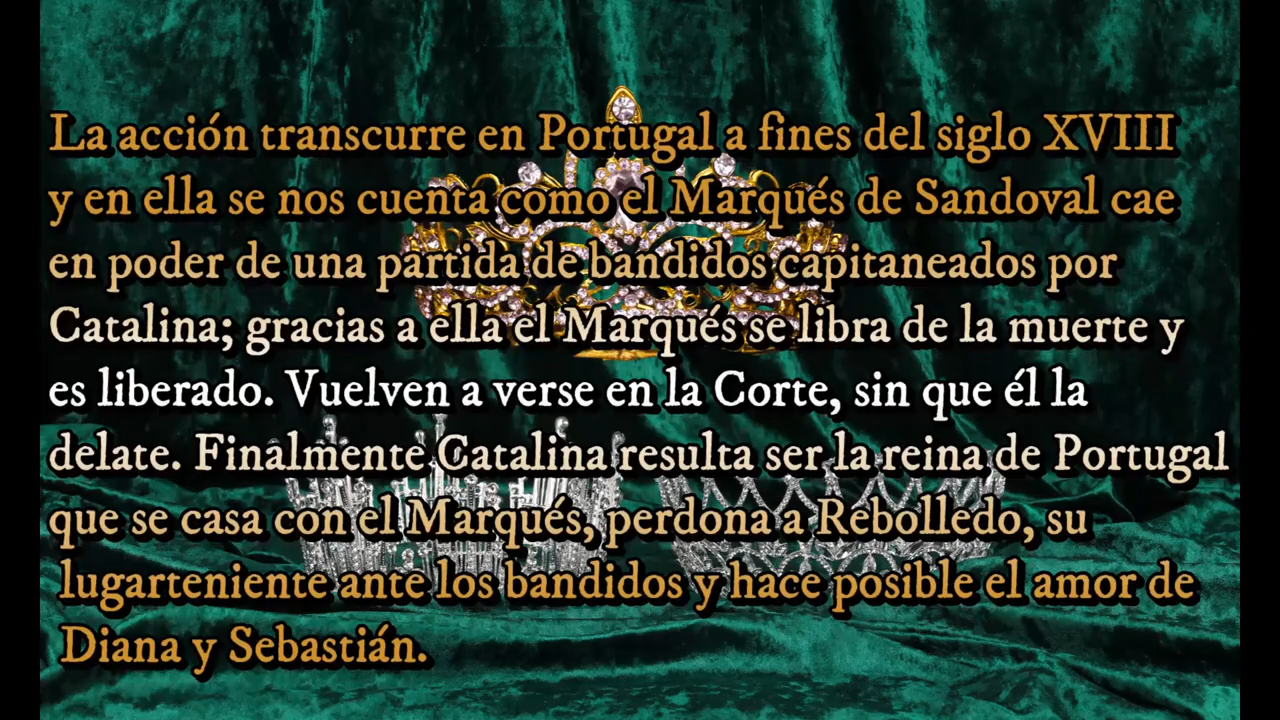 La acción transcurre en Portugal a fines del siglo XVIII
y en ella se nos cuenta como el Marqués de Sandoval cae
en poder de una partida de bandidos capitaneados por
Catalina; gracias a ella el Marqués se libra de la muerte y
es liberado. Vuelven a verse en la Corte, sin que él la
delate. Finalmente Catalina resulta ser la reina de Portugal
que se casa con el Marqués, perdona a Rebolledo, su
lugarteniente ante los bandidos y hace posible el amor de
Diana y Sebastián.